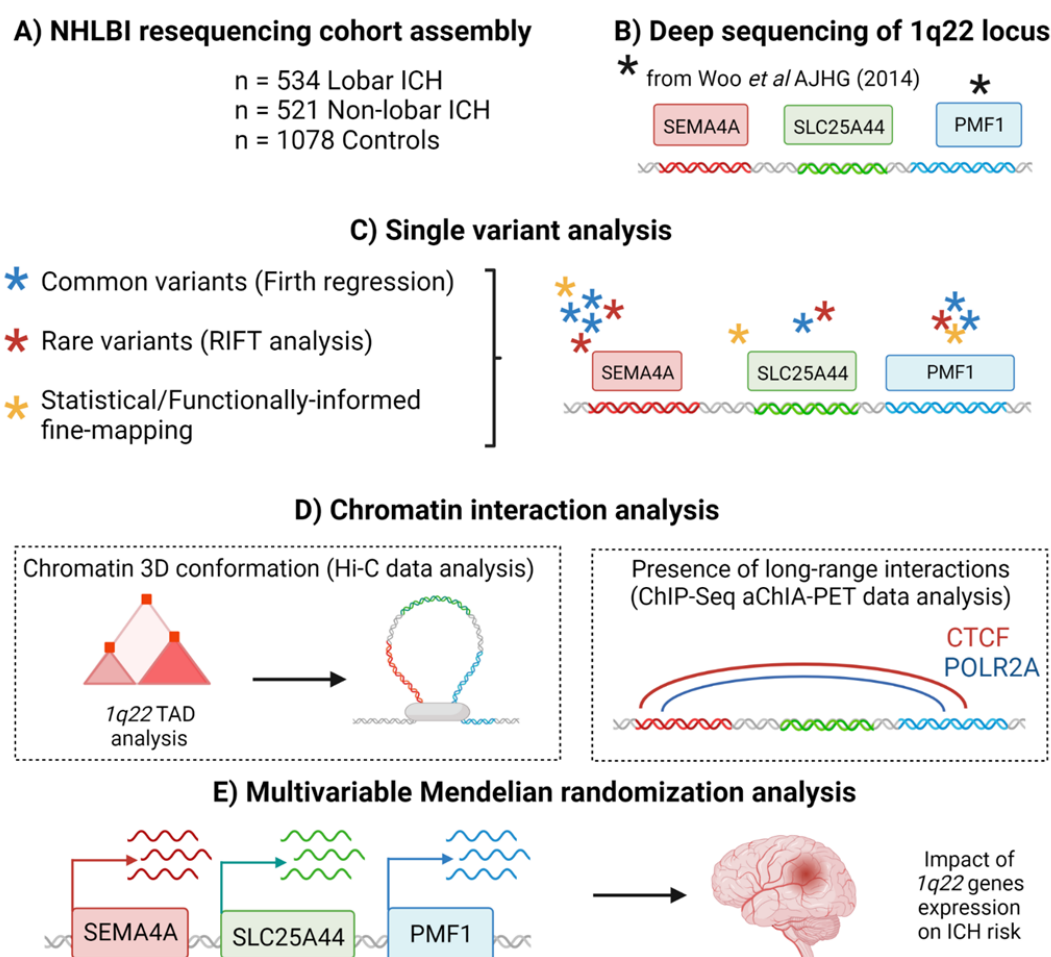 A) NHLBI resequencing cohort assembly
n = 534 Lobar ICH
n = 521 Non-lobar ICH
n = 1078 Controls
B) Deep sequencing of 1q22 locus
* from Woo et al AJHG (2014)
*
SEMA4A
SLC25A44
PMF1
C) Single variant analysis
* Common variants (Firth regression)
* Rare variants (RIFT analysis)
* Statistical/Functionally-informed
fine-mapping
SEMA4A
SLC25A44
PMF1
D) Chromatin interaction analysis
Chromatin 3D conformation (Hi-C data analysis)
1q22 TAD
analysis
Presence of long-range interactions
(ChIP-Seq aChIA-PET data analysis)
CTCF
POLR2A
E) Multivariable Mendelian randomization analysis
SEMA4A
SLC25A44
PMF1
Impact of
1q22 genes
expression
on ICH risk